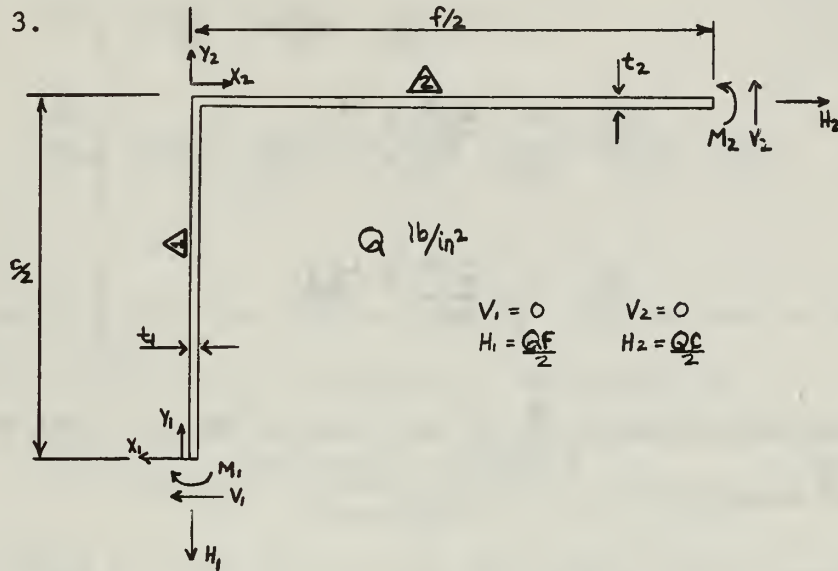 3.
f/2
Y₂
X₂
2
t₂
M₂
V₂
H₂
1
c/2
Q lb/in²
V₁ = 0 V₂ = 0
H₁ = QF/2 H₂ = QC/2
t₁
Y₁
X₁
M₁
V₁
H₁